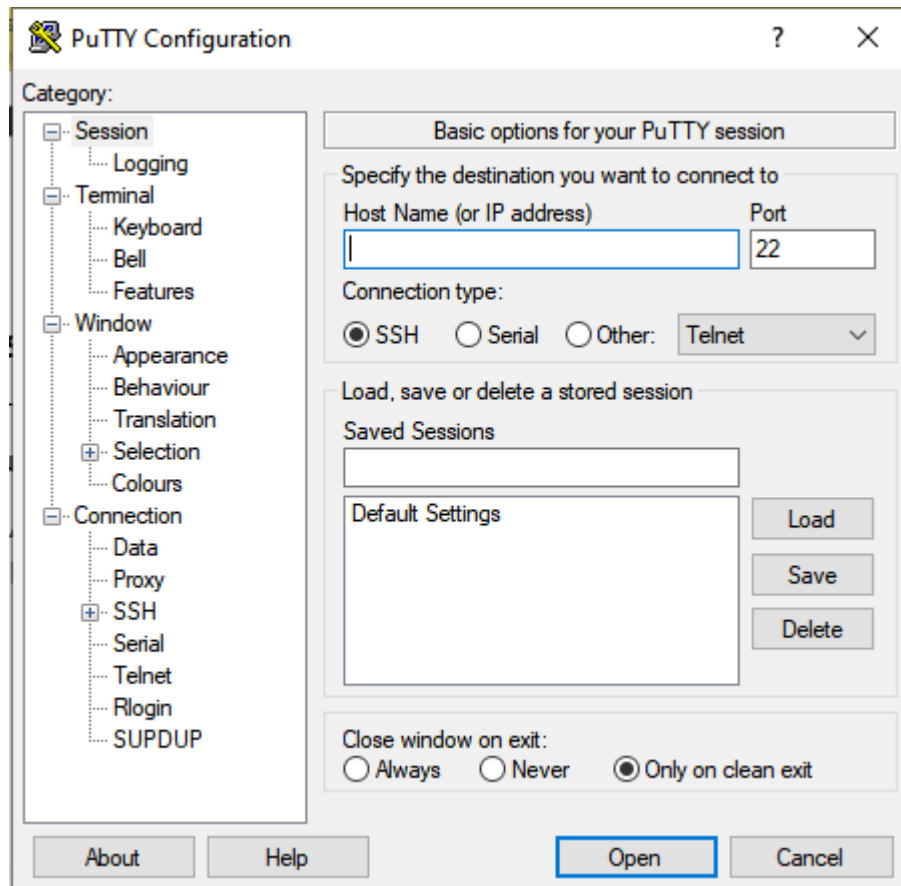 PuTTY Configuration
?
Category:
Session
Logging
Terminal
Keyboard
Bell
Features
Window
Appearance
Behaviour
Translation
Selection
Colours
Connection
Data
Proxy
SSH
Serial
Telnet
Rlogin
SUPDUP
Basic options for your PuTTY session
Specify the destination you want to connect to
Host Name (or IP address) Port
22
Connection type:
SSH Serial Other: Telnet
Load, save or delete a stored session
Saved Sessions
Default Settings
Load
Save
Delete
Close window on exit:
Always Never Only on clean exit
About Help Open Cancel